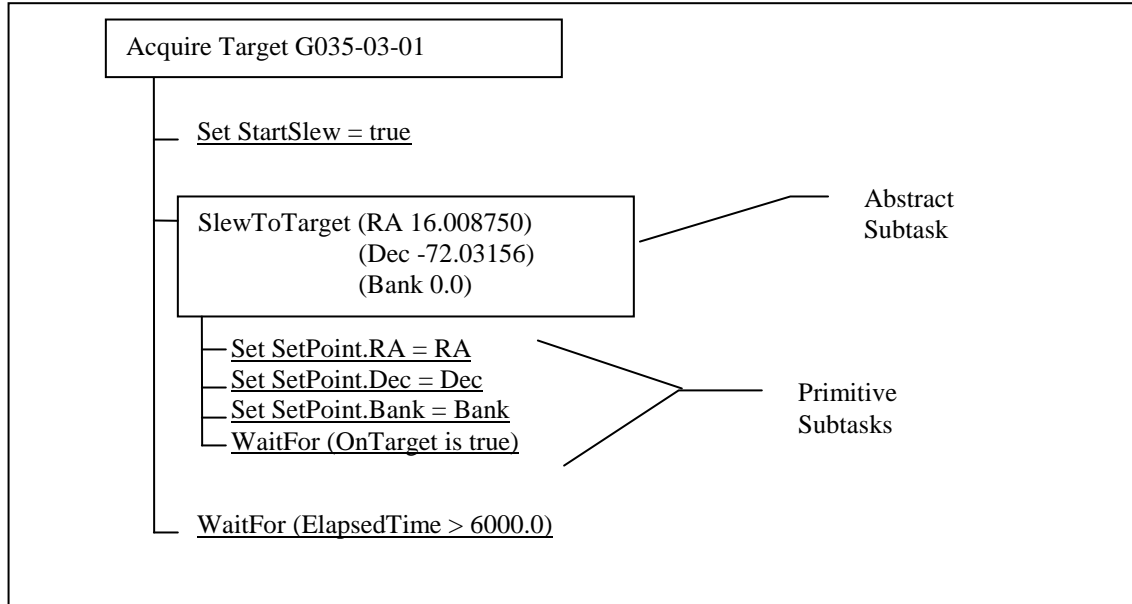 Acquire Target G035-03-01
Set StartSlew = true
SlewToTarget (RA 16.008750)
(Dec -72.03156)
(Bank 0.0)
Abstract
Subtask
Set SetPoint.RA = RA
Set SetPoint.Dec = Dec
Set SetPoint.Bank = Bank
WaitFor (OnTarget is true)
Primitive
Subtasks
WaitFor (ElapsedTime > 6000.0)